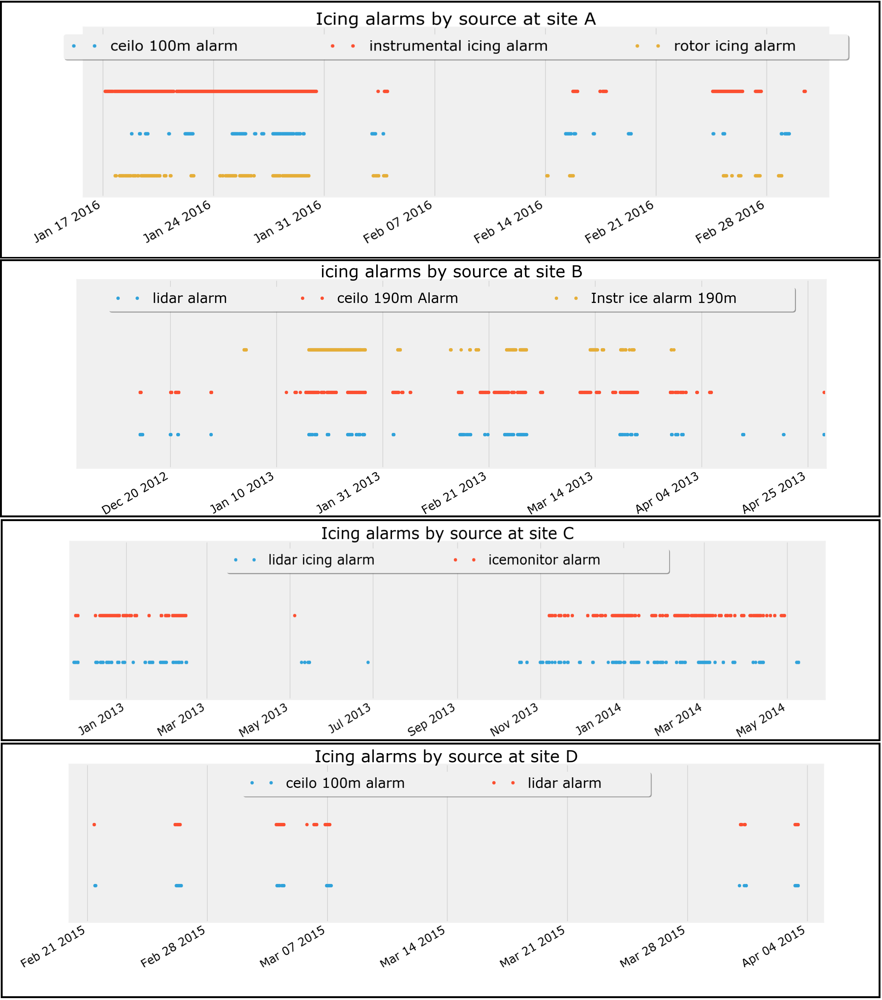 Icing alarms by source at site A
ceilo 100m alarm instrumental icing alarm rotor icing alarm
Jan 17 2016 Jan 24 2016 Jan 31 2016 Feb 07 2016 Feb 14 2016 Feb 21 2016 Feb 28 2016
icing alarms by source at site B
lidar alarm ceilo 190m Alarm Instr ice alarm 190m
Dec 20 2012 Jan 10 2013 Jan 31 2013 Feb 21 2013 Mar 14 2013 Apr 04 2013 Apr 25 2013
Icing alarms by source at site C
lidar icing alarm icemonitor alarm
Jan 2013 Mar 2013 May 2013 Jul 2013 Sep 2013 Nov 2013 Jan 2014 Mar 2014 May 2014
Icing alarms by source at site D
ceilo 100m alarm lidar alarm
Feb 21 2015 Feb 28 2015 Mar 07 2015 Mar 14 2015 Mar 21 2015 Mar 28 2015 Apr 04 2015